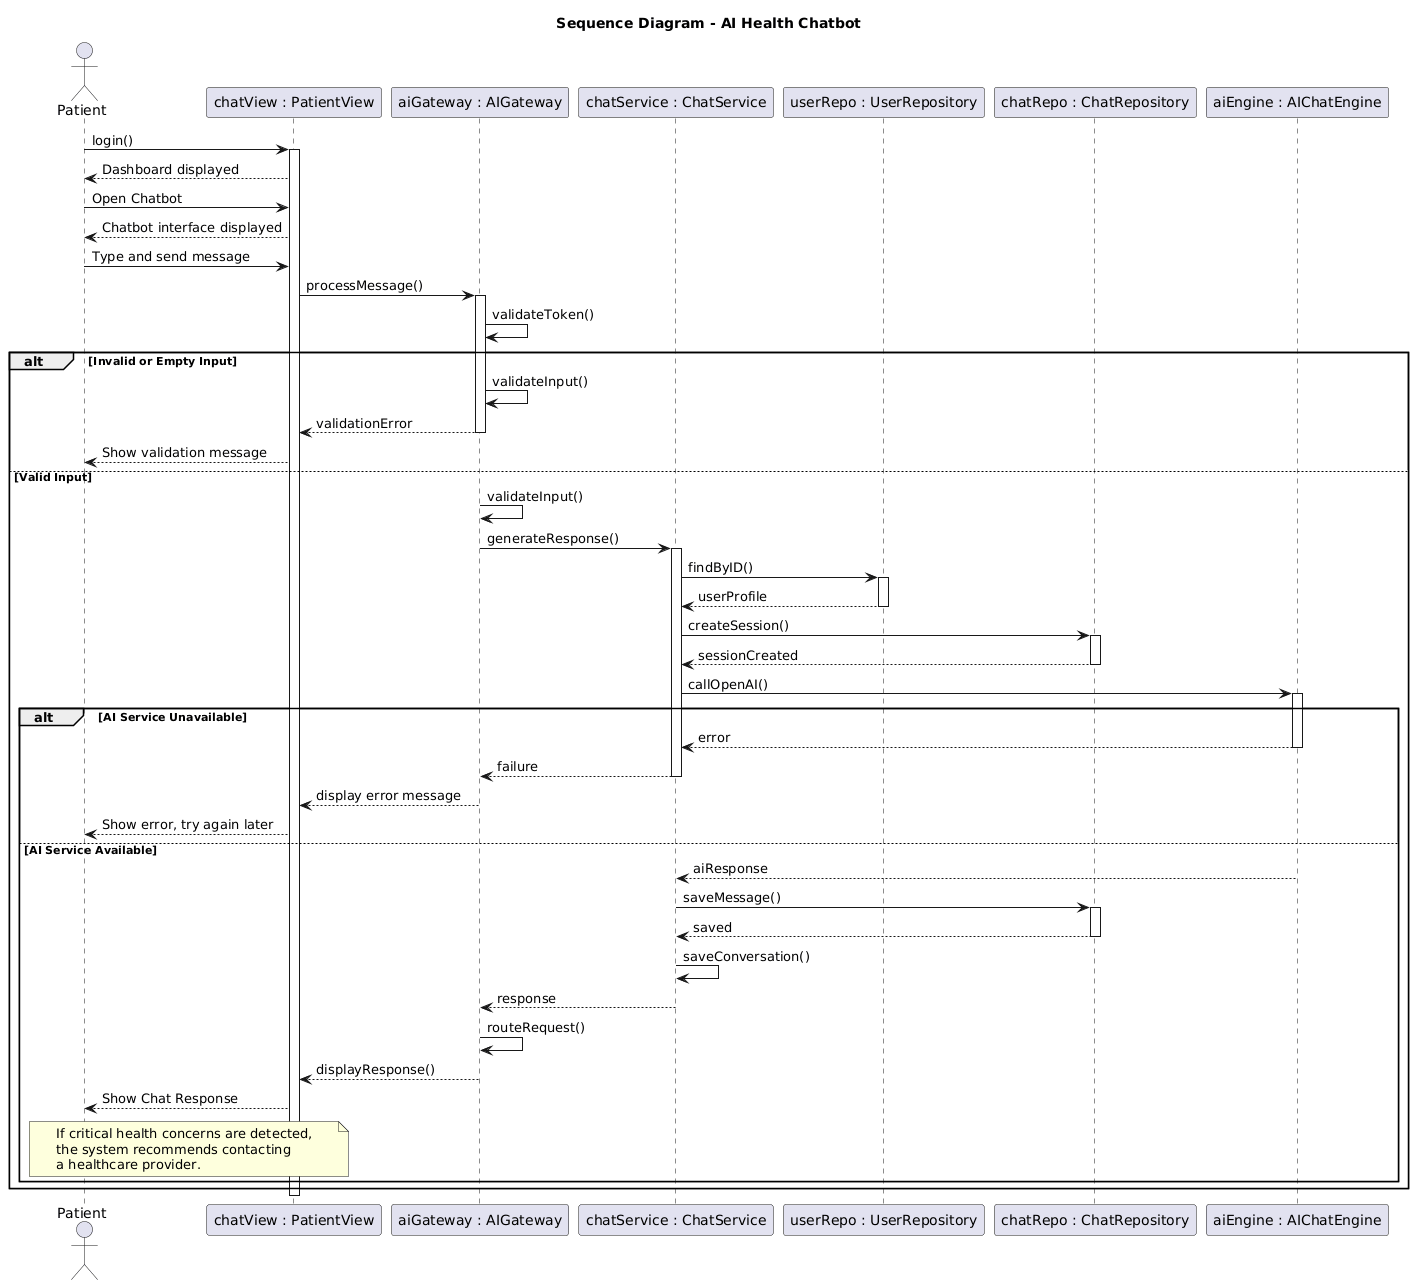 Sequence Diagram - AI Health Chatbot
Patient
chatView : PatientView
aiGateway : AIGateway
chatService : ChatService
userRepo : UserRepository
chatRepo : ChatRepository
aiEngine : AIChatEngine
login()
Dashboard displayed
Open Chatbot
Chatbot interface displayed
Type and send message
processMessage()
validateToken()
alt
[Invalid or Empty Input]
validateInput()
validationError
Show validation message
[Valid Input]
validateInput()
generateResponse()
findByID()
userProfile
createSession()
sessionCreated
callOpenAI()
alt
[AI Service Unavailable]
error
failure
display error message
Show error, try again later
[AI Service Available]
aiResponse
saveMessage()
saved
saveConversation()
response
routeRequest()
displayResponse()
Show Chat Response
If critical health concerns are detected,
the system recommends contacting
a healthcare provider.
Patient
chatView : PatientView
aiGateway : AIGateway
chatService : ChatService
userRepo : UserRepository
chatRepo : ChatRepository
aiEngine : AIChatEngine